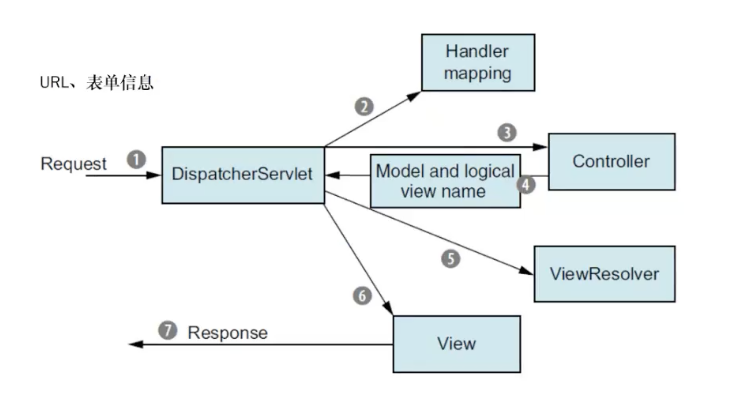 Handler
mapping
URL、表单信息
2
3
1
Request
DispatcherServlet
Model and logical
view name
4
Controller
5
ViewResolver
6
7
Response
View